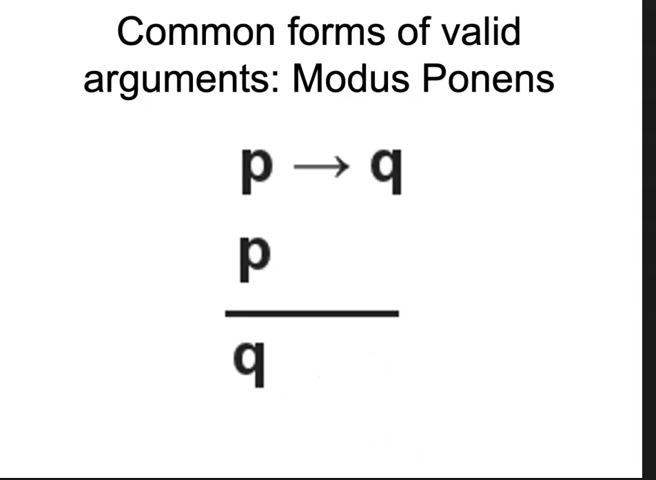 Common forms of valid
arguments: Modus Ponens
p → q
p
q